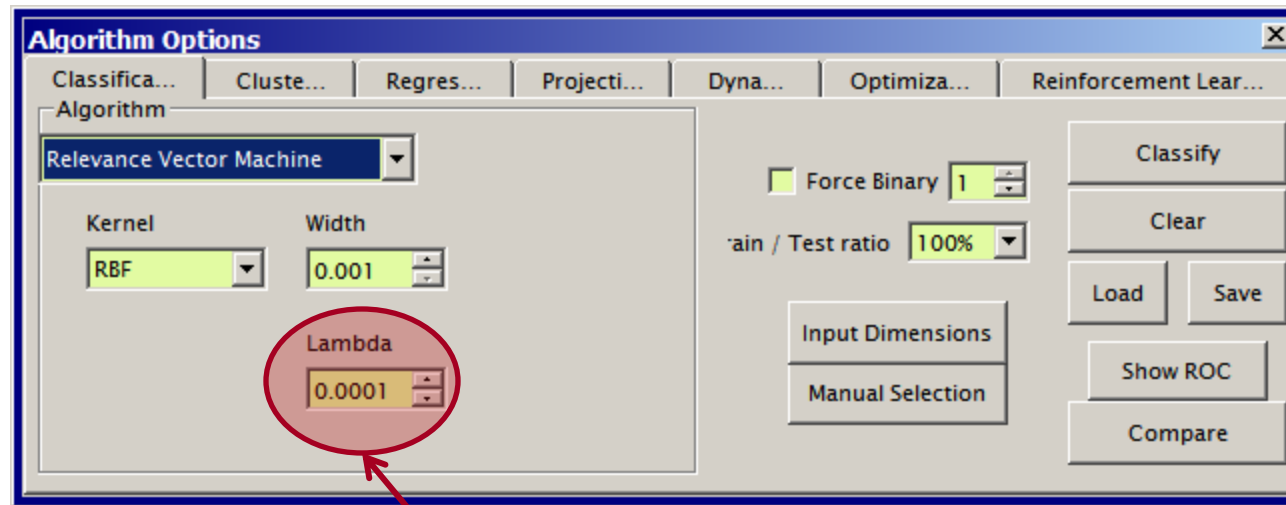 Algorithm Options
Classifica... Cluste... Regres... Projecti... Dyna... Optimiza... Reinforcement Lear...
Algorithm
Relevance Vector Machine
Kernel Width
RBF 0.001
Lambda
0.0001
Force Binary 1
rain / Test ratio 100%
Input Dimensions
Manual Selection
Classify
Clear
Load Save
Show ROC
Compare